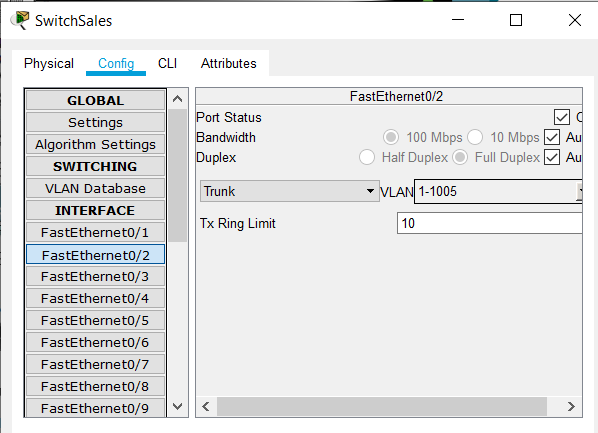 SwitchSales
Physical Config CLI Attributes
GLOBAL
Settings
Algorithm Settings
SWITCHING
VLAN Database
INTERFACE
FastEthernet0/1
FastEthernet0/2
FastEthernet0/3
FastEthernet0/4
FastEthernet0/5
FastEthernet0/6
FastEthernet0/7
FastEthernet0/8
FastEthernet0/9
FastEthernet0/2
Port Status
Bandwidth 100 Mbps 10 Mbps Au
Duplex Half Duplex Full Duplex Au
Trunk VLAN 1-1005
Tx Ring Limit 10